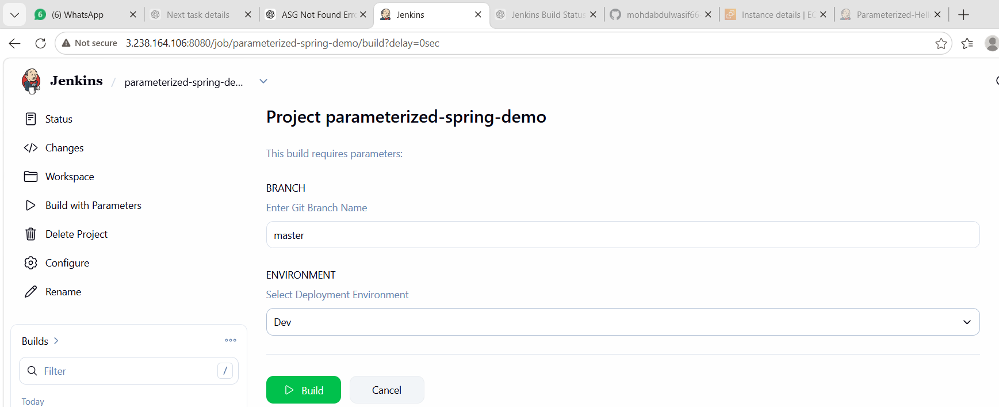 6
(6) WhatsApp
Next task details
ASG Not Found Erro
Jenkins
Jenkins Build Status
mohdabdulwasif66-
Instance details | EC
Parameterized-Hell
Not secure
3.238.164.106:8080/job/parameterized-spring-demo/build?delay=0sec
Jenkins / parameterized-spring-de...
Status
Changes
Workspace
Build with Parameters
Delete Project
Configure
Rename
Builds
Filter
/
Today
Project parameterized-spring-demo
This build requires parameters:
BRANCH
Enter Git Branch Name
master
ENVIRONMENT
Select Deployment Environment
Dev
Build
Cancel